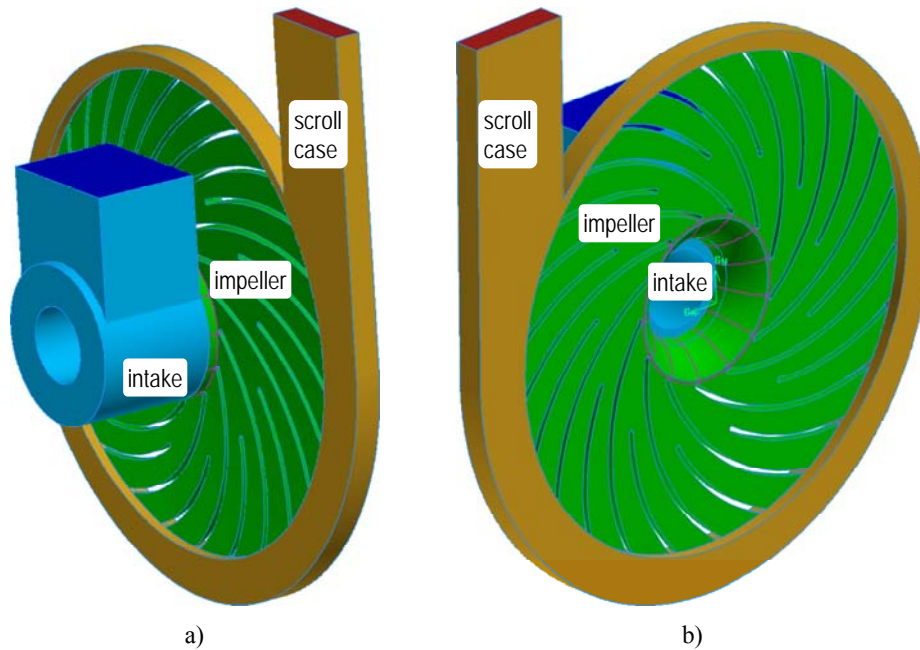 scroll
case
impeller
intake
scroll
case
impeller
intake
a)
b)